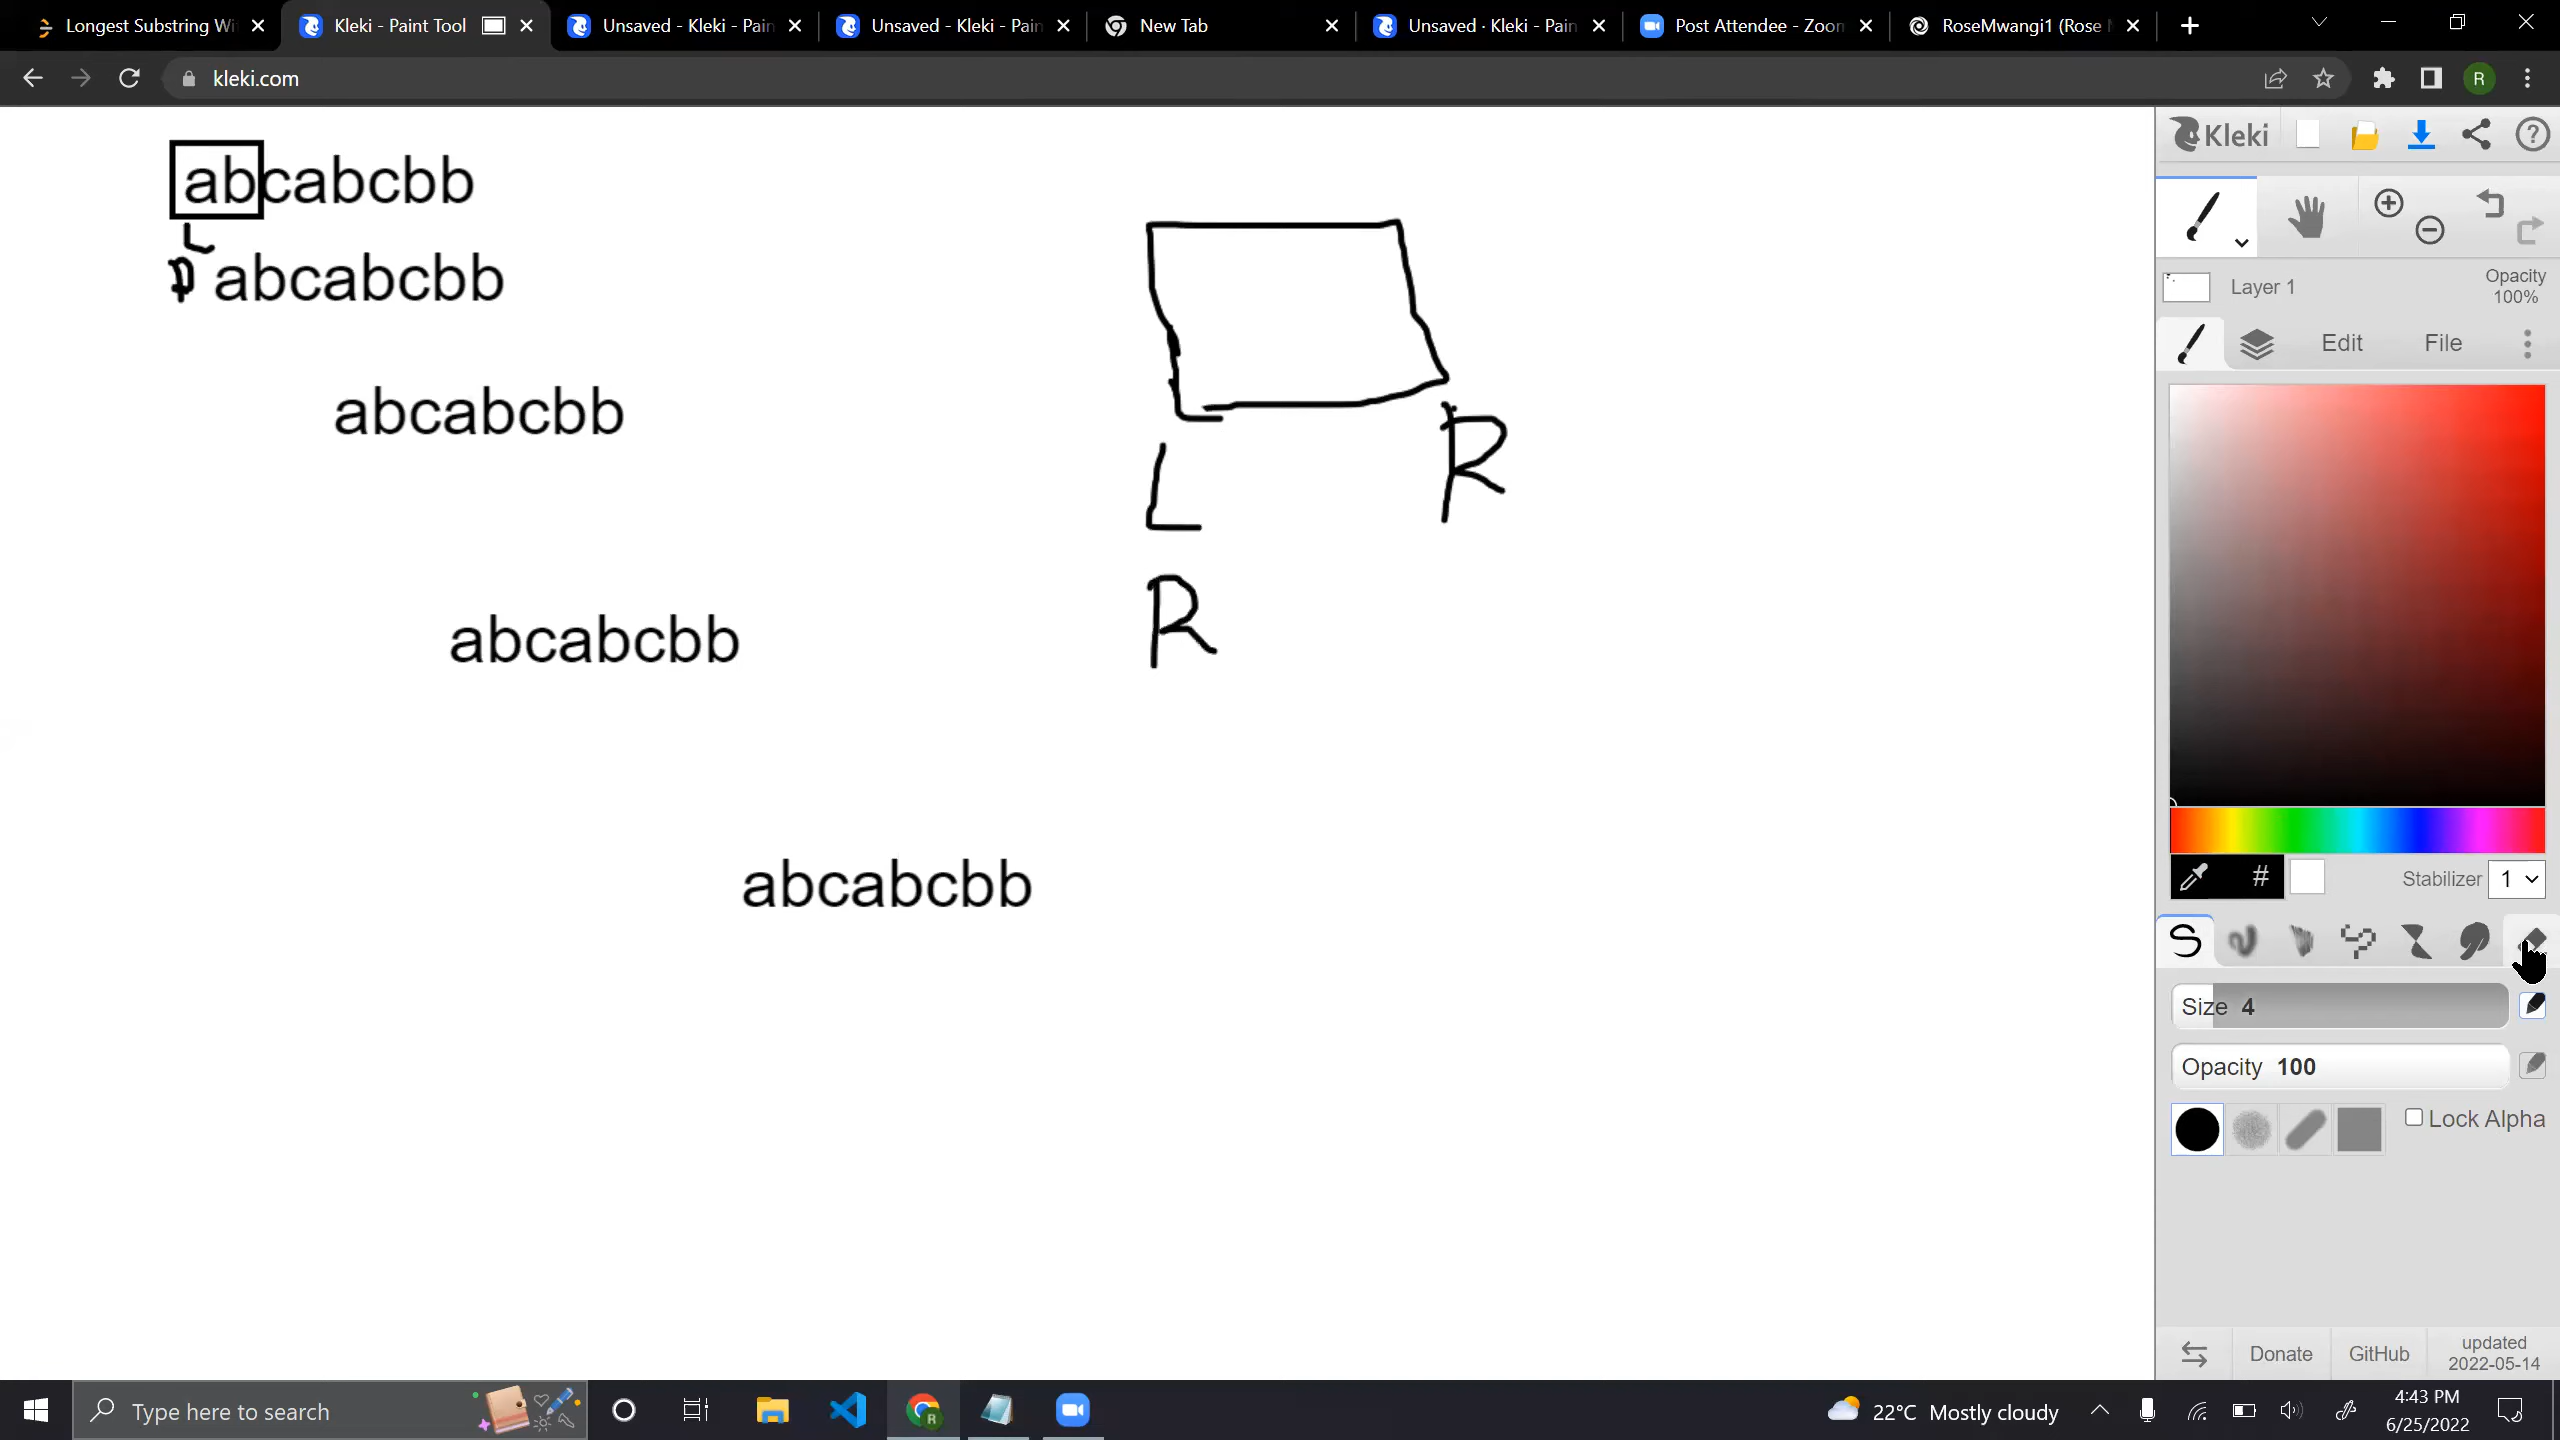 Longest Substring Wi
Kleki - Paint Tool
Unsaved - Kleki - Pain
Unsaved - Kleki - Pain
New Tab
Unsaved · Kleki - Pain
Post Attendee - Zoom
RoseMwangi1 (Rose
kleki.com
R
Kleki
abcabcbb
L
abcabcbb
abcabcbb
L
R
R
abcabcbb
abcabcbb
Layer 1
Opacity
100%
Edit
File
#
Stabilizer
1
Size 4
Opacity 100
Lock Alpha
Donate
GitHub
updated
2022-05-14
Type here to search
22°C Mostly cloudy
4:43 PM
6/25/2022